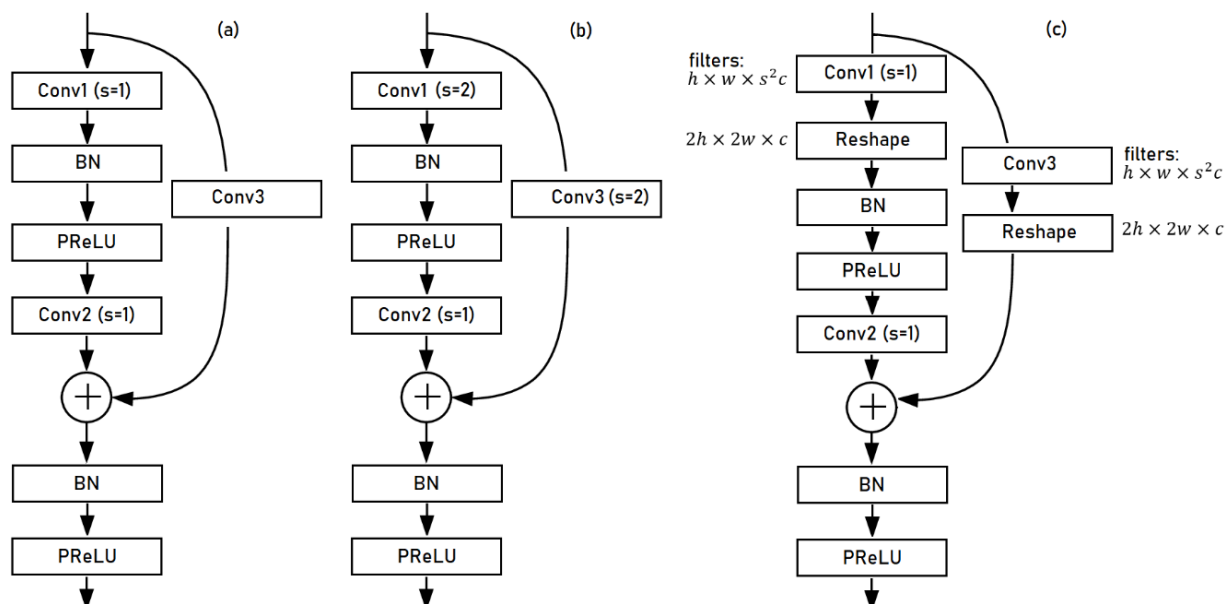 (a)
Conv1 (s=1)
BN
Conv3
PReLU
Conv2 (s=1)
+
BN
PReLU
(b)
Conv1 (s=2)
BN
Conv3 (s=2)
PReLU
Conv2 (s=1)
+
BN
PReLU
(c)
filters:
h × w × s²c
Conv1 (s=1)
2h × 2w × c
Reshape
Conv3
filters:
h × w × s²c
BN
Reshape
2h × 2w × c
PReLU
Conv2 (s=1)
+
BN
PReLU